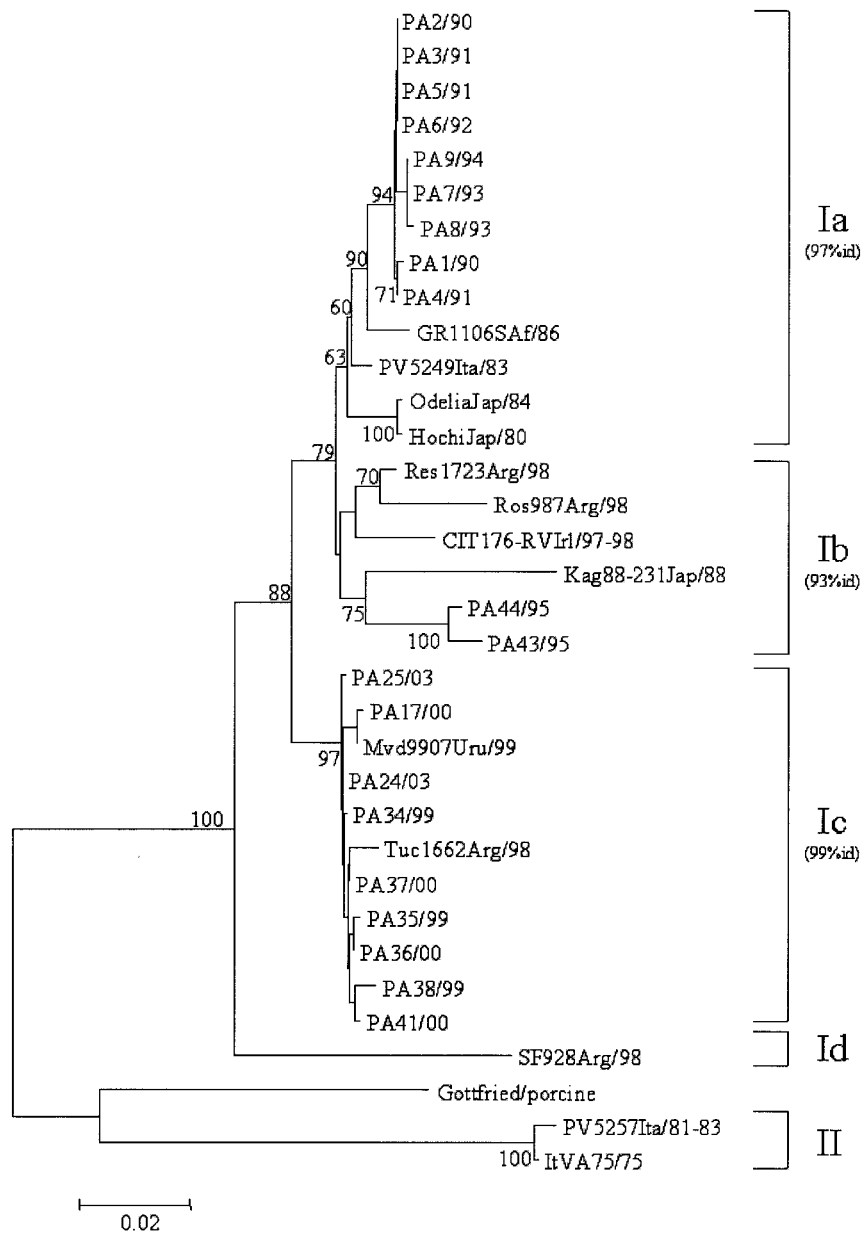 PA2/90
PA3/91
PA5/91
PA6/92
PA9/94
94
PA7/93
Ia
PA8/93
(97%id)
90
PA1/90
71
PA4/91
60
GR1106SAf/86
63
PV5249Ita/83
OdeliaJap/84
100
HochiJap/80
79
Res1723Arg/98
70
Ros987Arg/98
CIT176-RVIrl/97-98
Ib
Kag88-231Jap/88
(93%id)
88
75
PA44/95
100
PA43/95
PA25/03
PA17/00
97
Mvd9907Uru/99
PA24/03
100
PA34/99
Ic
Tuc1662Arg/98
(99%id)
PA37/00
PA35/99
PA36/00
PA38/99
PA41/00
SF928Arg/98
Id
Gottfried/porcine
PV5257Ita/81-83
II
100
ItVA75/75
0.02